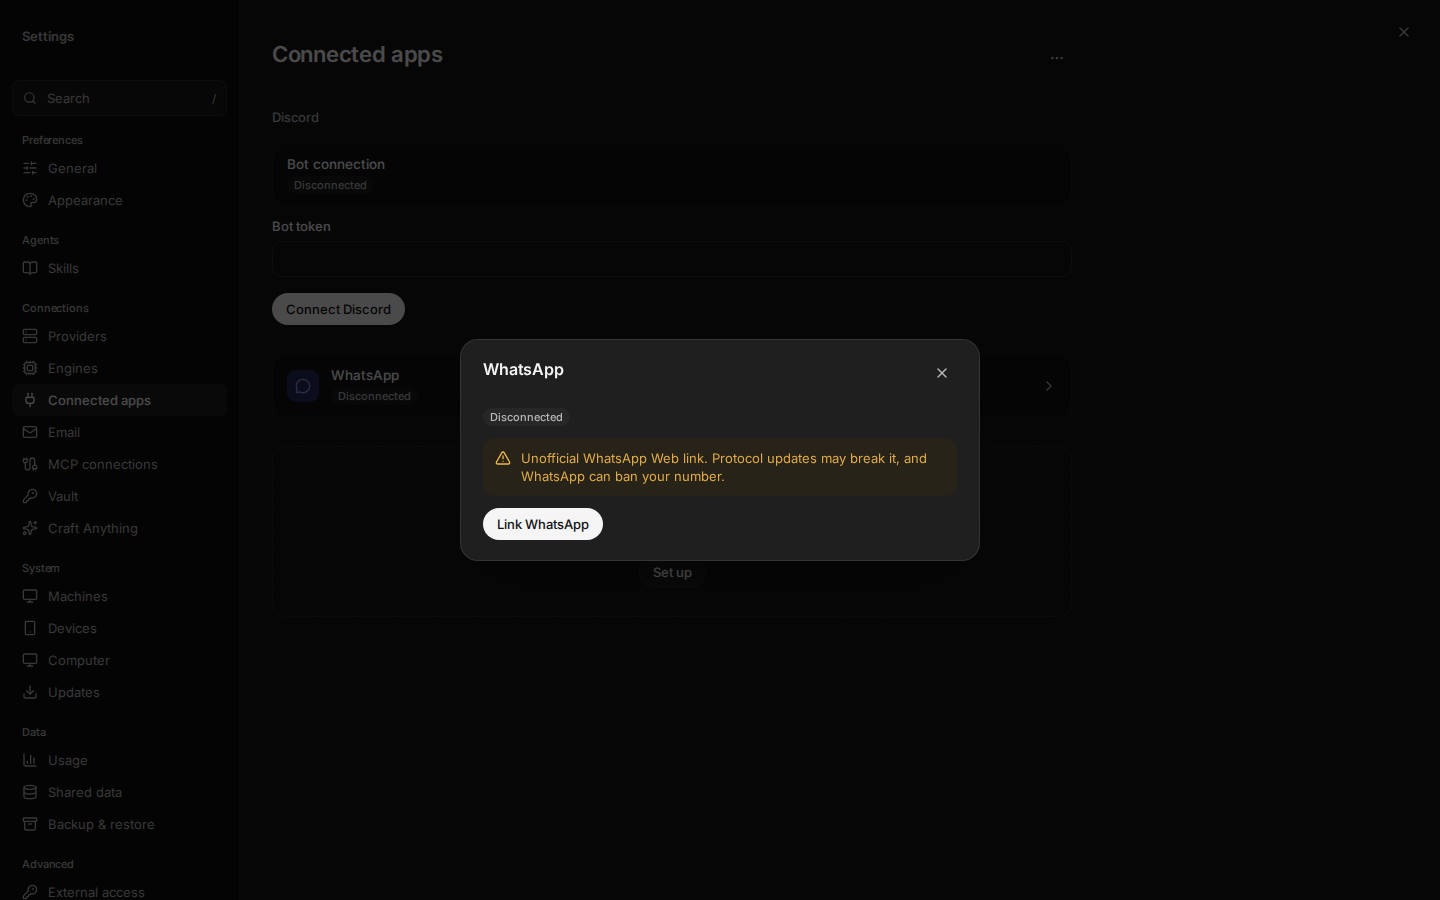 Settings
Search /
Preferences
General
Appearance
Agents
Skills
Connections
Providers
Engines
Connected apps
Email
MCP connections
Vault
Craft Anything
System
Machines
Devices
Computer
Updates
Data
Usage
Shared data
Backup & restore
Advanced
External access
Connected apps
Discord
Bot connection
Disconnected
Bot token
Connect Discord
WhatsApp
Disconnected
Set up
WhatsApp
Disconnected
Unofficial WhatsApp Web link. Protocol updates may break it, and
WhatsApp can ban your number.
Link WhatsApp